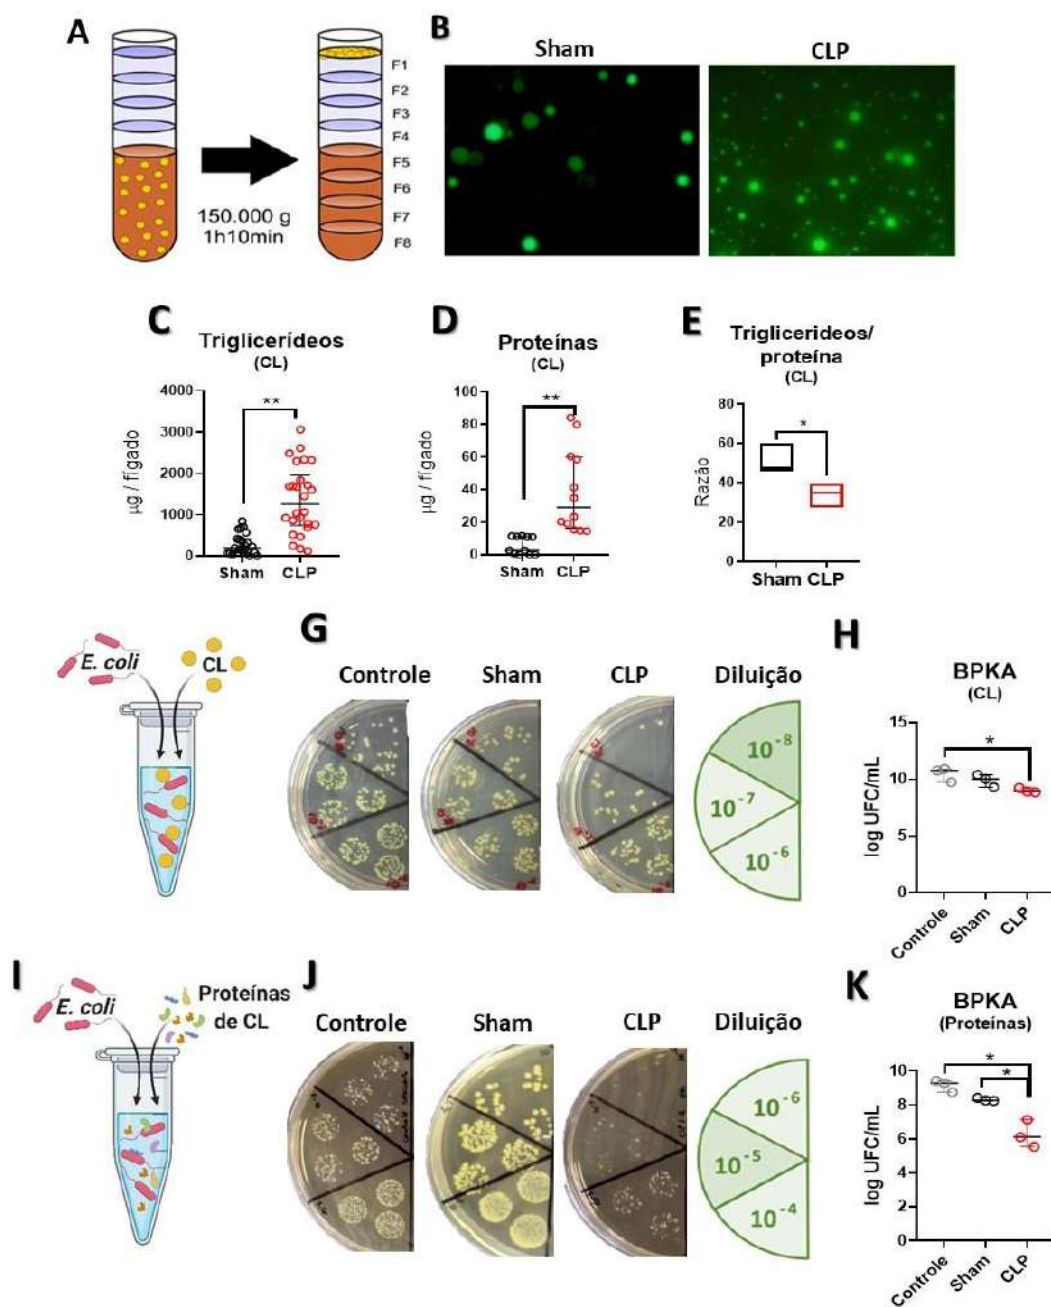 A
F1
F2
F3
F4
F5
F6
F7
F8
150.000 g
1h10min
B
Sham
CLP
C
Triglicerídeos
(CL)
µg / fígado
4000
3000
2000
1000
0
**
Sham
CLP
D
Proteínas
(CL)
µg / fígado
100
80
60
40
20
0
**
Sham
CLP
E
Triglicerideos/
proteína
(CL)
Razão
80
60
40
20
0
*
Sham CLP
E. coli
CL
G
Controle
Sham
CLP
Diluição
10-8
10-7
10-6
H
BPKA
(CL)
log UFC/mL
15
10
5
0
*
Controle
Sham
CLP
I
E. coli
Proteínas
de CL
J
Controle
Sham
CLP
Diluição
10-6
10-5
10-4
K
BPKA
(Proteínas)
log UFC/mL
10
8
6
4
2
0
*
*
Controle
Sham
CLP